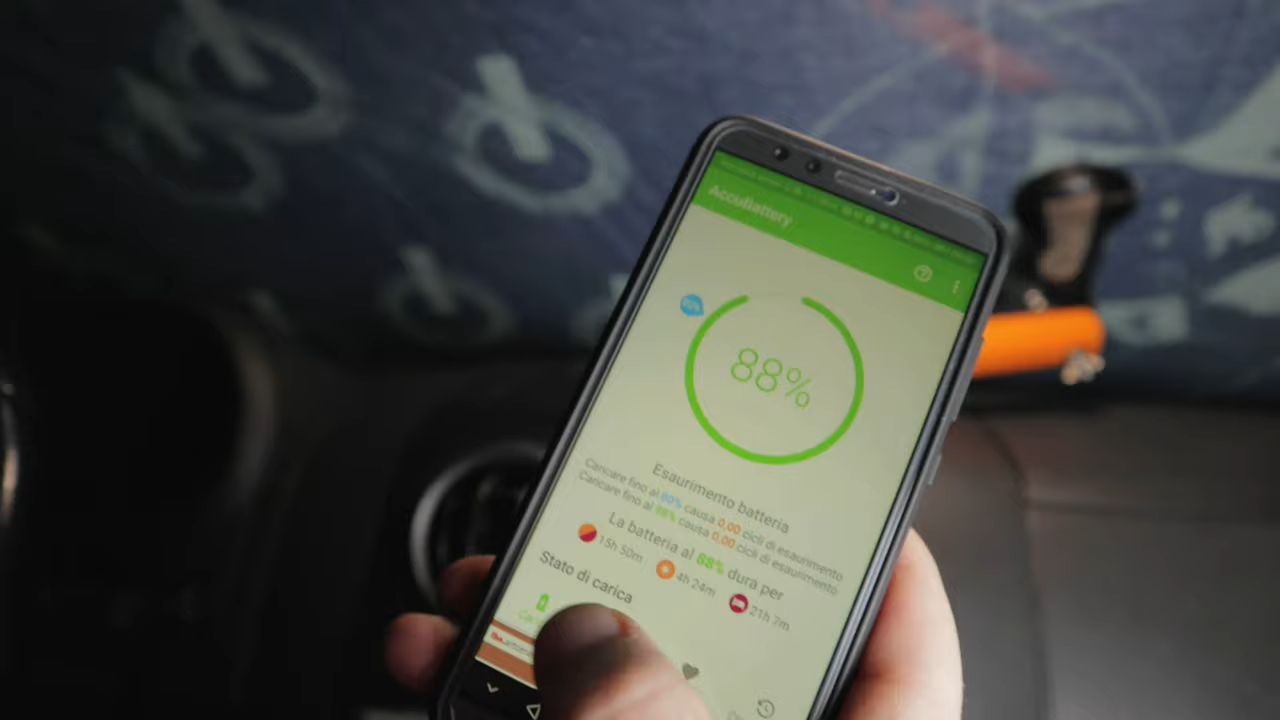 AccuBattery
88%
Esaurimento batteria
Caricare fino al 80% causa 0,00 cicli di esaurimento
Caricare fino al 88% causa 0,00 cicli di esaurimento
La batteria al 88% dura per
15h 50m 4h 24m 21h 7m
Stato di carica